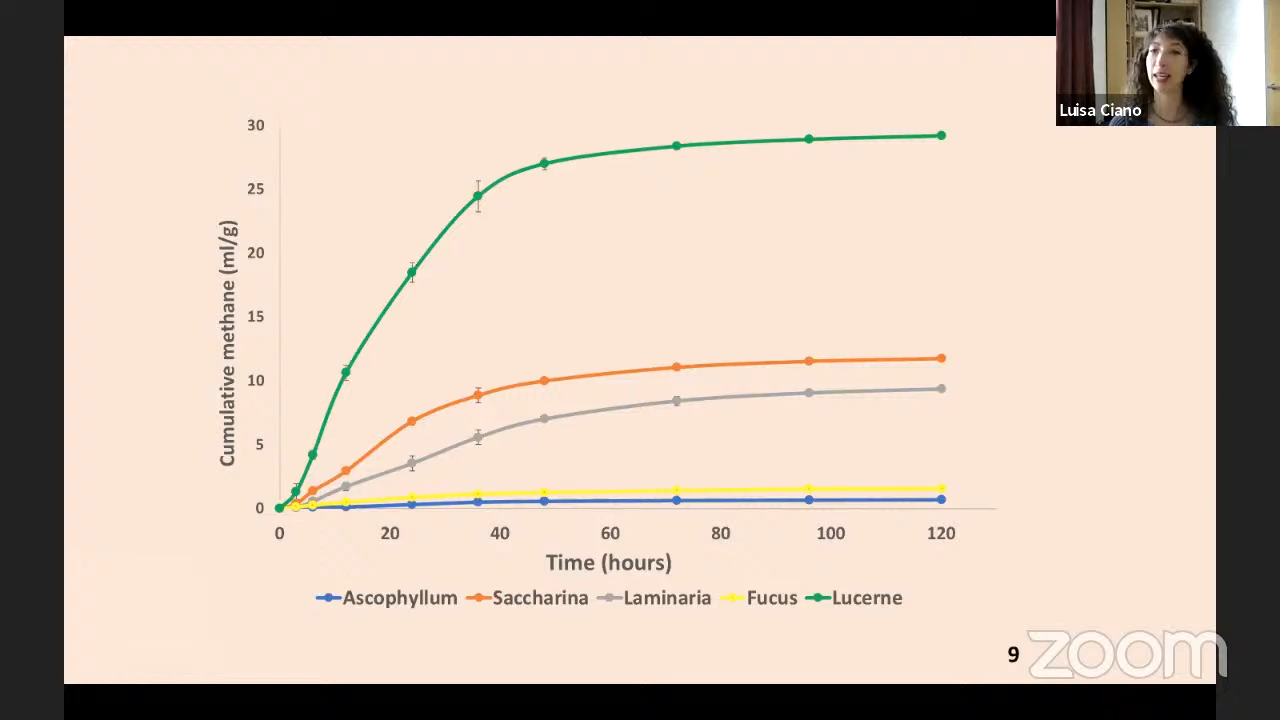 Luisa Ciano
30
25
20
15
10
5
0
Cumulative methane (ml/g)
0 20 40 60 80 100 120
Time (hours)
Ascophyllum Saccharina Laminaria Fucus Lucerne
9
zoom